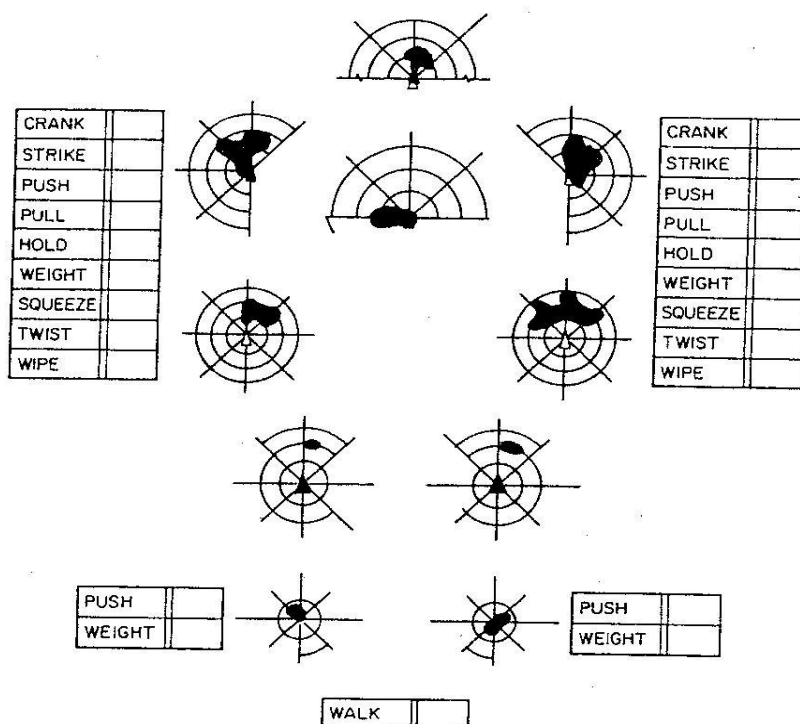 CRANK
STRIKE
PUSH
PULL
HOLD
WEIGHT
SQUEEZE
TWIST
WIPE
CRANK
STRIKE
PUSH
PULL
HOLD
WEIGHT
SQUEEZE
TWIST
WIPE
PUSH
WEIGHT
PUSH
WEIGHT
WALK